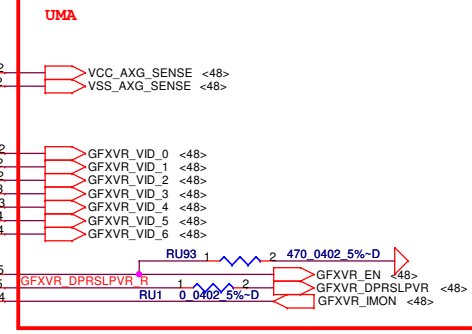 UMA
VCC_AXG_SENSE <48>
VSS_AXG_SENSE <48>
GFXVR_VID_0 <48>
GFXVR_VID_1 <48>
GFXVR_VID_2 <48>
GFXVR_VID_3 <48>
GFXVR_VID_4 <48>
GFXVR_VID_5 <48>
GFXVR_VID_6 <48>
RU93 1 2 470_0402_5%~D
GFXVR_EN <48>
GFXVR_DPRSLPVR_R 1 2 GFXVR_DPRSLPVR <48>
RU1 0_0402_5%~D GFXVR_IMON <48>